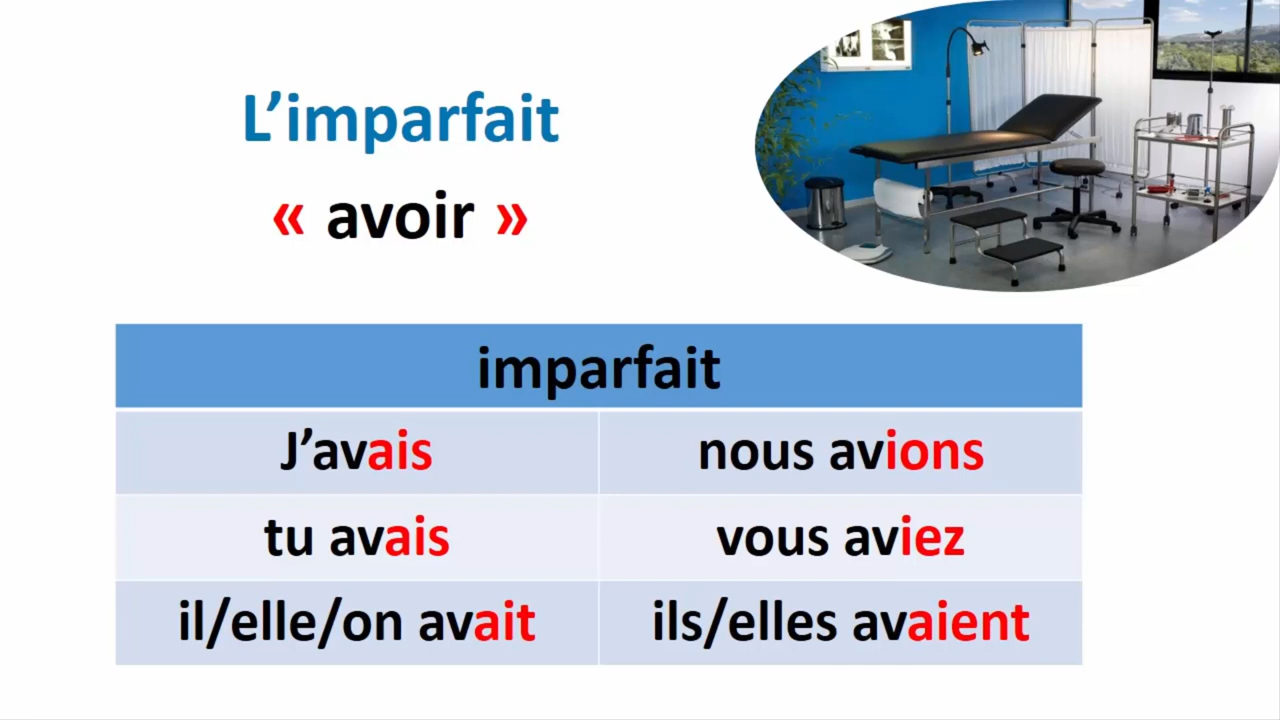 L’imparfait
« avoir »
imparfait
J’avais
nous avions
tu avais
vous aviez
il/elle/on avait
ils/elles avaient